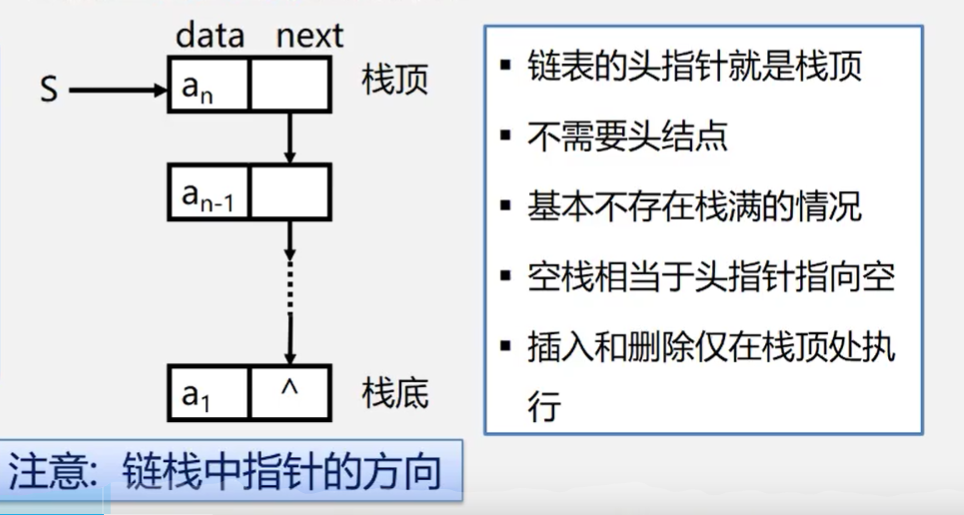 data next
S
aₙ
栈顶
aₙ₋₁
a₁
^
栈底
▪ 链表的头指针就是栈顶
▪ 不需要头结点
▪ 基本不存在栈满的情况
▪ 空栈相当于头指针指向空
▪ 插入和删除仅在栈顶处执
行
注意: 链栈中指针的方向